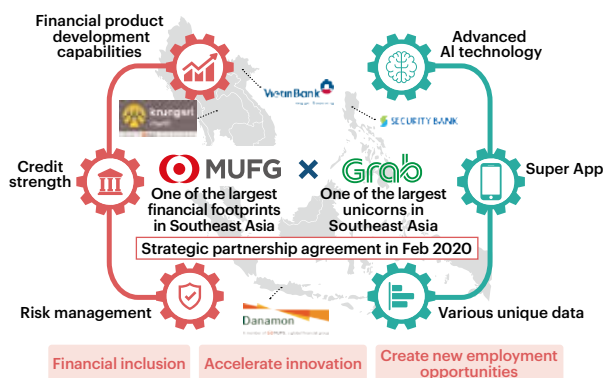 Financial product
development
capabilities
Advanced
AI technology
VietinBank
krungsri
SECURITY BANK
Credit
strength
MUFG
Grab
Super App
One of the largest
financial footprints
in Southeast Asia
One of the largest
unicorns in
Southeast Asia
Strategic partnership agreement in Feb 2020
Risk management
Danamon
Various unique data
Financial inclusion
Accelerate innovation
Create new employment
opportunities